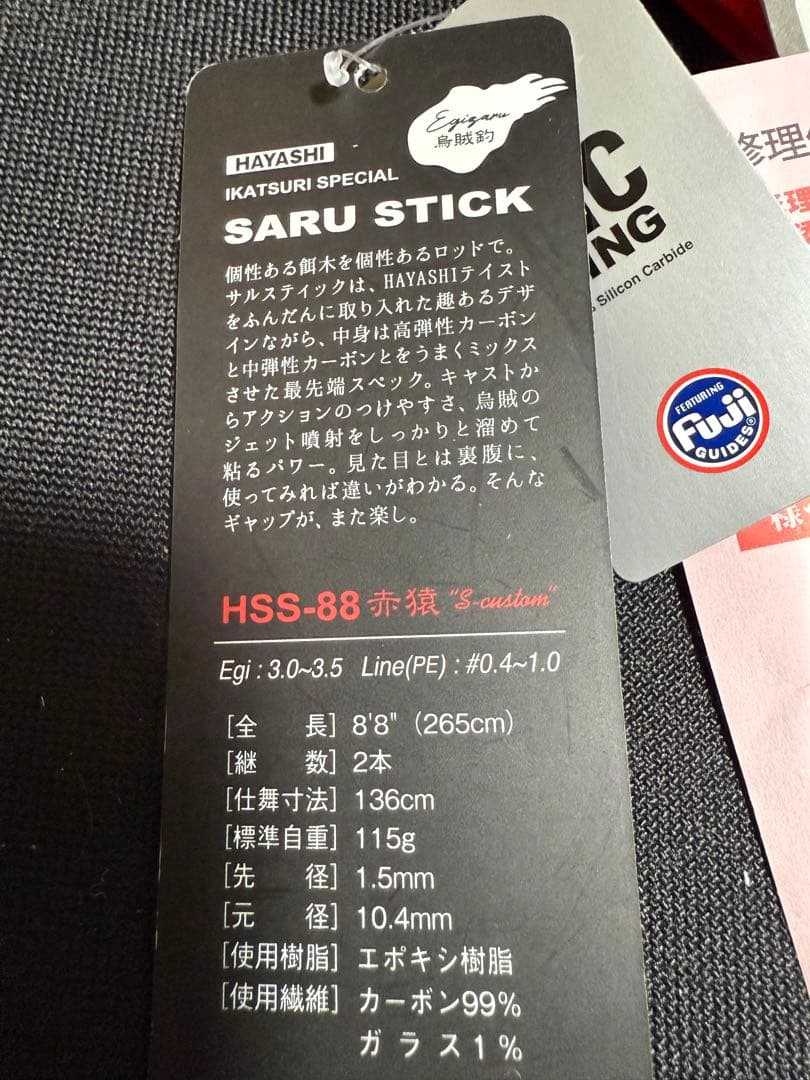 Egizaru
烏賊釣
HAYASHI
IKATSURI SPECIAL
SARU STICK
個性ある餌木を個性あるロッドで。
サルスティックは、HAYASHIテイスト
をふんだんに取り入れた趣あるデザ
インながら、中身は高弾性カーボン
と中弾性カーボンとをうまくミックス
させた最先端スペック。キャストか
らアクションのつけやすさ、烏賊の
ジェット噴射をしっかりと溜めて
粘るパワー。見た目とは裏腹に、
使ってみれば違いがわかる。そんな
ギャップが、また楽し。
HSS-88 赤猿 "S-custom"
Egi : 3.0~3.5 Line(PE) : #0.4~1.0
[全 長] 8'8" (265cm)
[継 数] 2本
[仕舞寸法] 136cm
[標準自重] 115g
[先 径] 1.5mm
[元 径] 10.4mm
[使用樹脂] エポキシ樹脂
[使用繊維] カーボン99%
ガラス1%
Silicon Carbide
FEATURING
Fuji
GUIDES®
修理